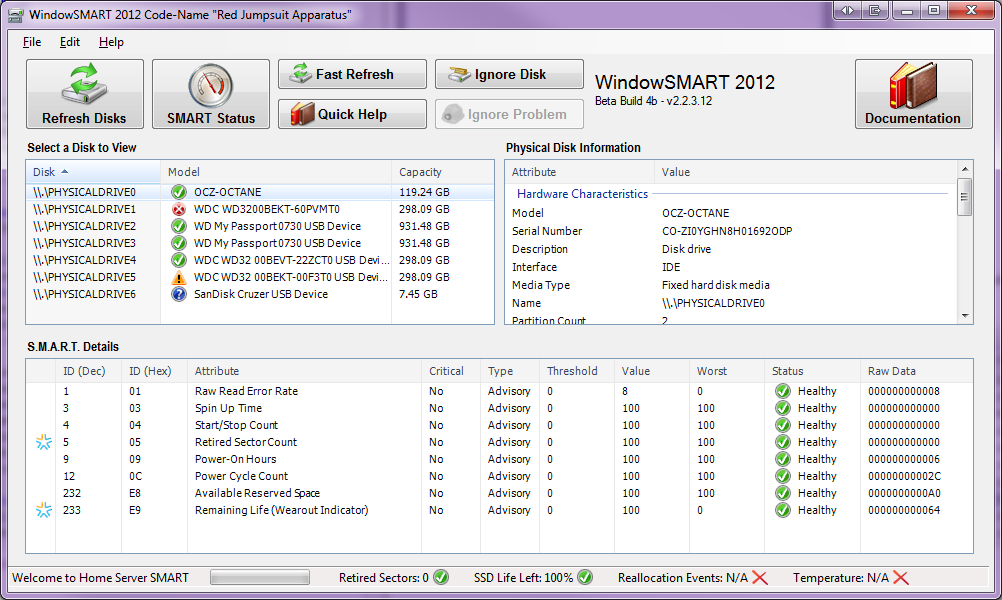 WindowSMART 2012 Code-Name "Red Jumpsuit Apparatus"
File Edit Help
Refresh Disks
SMART Status
Fast Refresh
Quick Help
Ignore Disk
Ignore Problem
WindowSMART 2012
Beta Build 4b - v2.2.3.12
Documentation
Select a Disk to View
Disk Model Capacity
\\.\PHYSICALDRIVE0 OCZ-OCTANE 119.24 GB
\\.\PHYSICALDRIVE1 WDC WD3200BEKT-60PVMT0 298.09 GB
\\.\PHYSICALDRIVE2 WD My Passport 0730 USB Device 931.48 GB
\\.\PHYSICALDRIVE3 WD My Passport 0730 USB Device 931.48 GB
\\.\PHYSICALDRIVE4 WDC WD32 00BEVT-22ZCT0 USB Devi... 298.09 GB
\\.\PHYSICALDRIVE5 WDC WD32 00BEKT-00F3T0 USB Devi... 298.09 GB
\\.\PHYSICALDRIVE6 SanDisk Cruzer USB Device 7.45 GB
Physical Disk Information
Attribute Value
Hardware Characteristics
Model OCZ-OCTANE
Serial Number CO-ZI0YGHN8H01692ODP
Description Disk drive
Interface IDE
Media Type Fixed hard disk media
Name \\.\PHYSICALDRIVE0
Partition Count 2
S.M.A.R.T. Details
ID (Dec) ID (Hex) Attribute Critical Type Threshold Value Worst Status Raw Data
1 01 Raw Read Error Rate No Advisory 0 8 0 Healthy 000000000008
3 03 Spin Up Time No Advisory 0 100 100 Healthy 000000000000
4 04 Start/Stop Count No Advisory 0 100 100 Healthy 000000000000
5 05 Retired Sector Count No Advisory 0 100 100 Healthy 000000000000
9 09 Power-On Hours No Advisory 0 100 100 Healthy 000000000006
12 0C Power Cycle Count No Advisory 0 100 100 Healthy 00000000002C
232 E8 Available Reserved Space No Advisory 0 100 100 Healthy 0000000000A0
233 E9 Remaining Life (Wearout Indicator) No Advisory 0 100 0 Healthy 000000000064
Welcome to Home Server SMART Retired Sectors: 0 SSD Life Left: 100% Reallocation Events: N/A Temperature: N/A